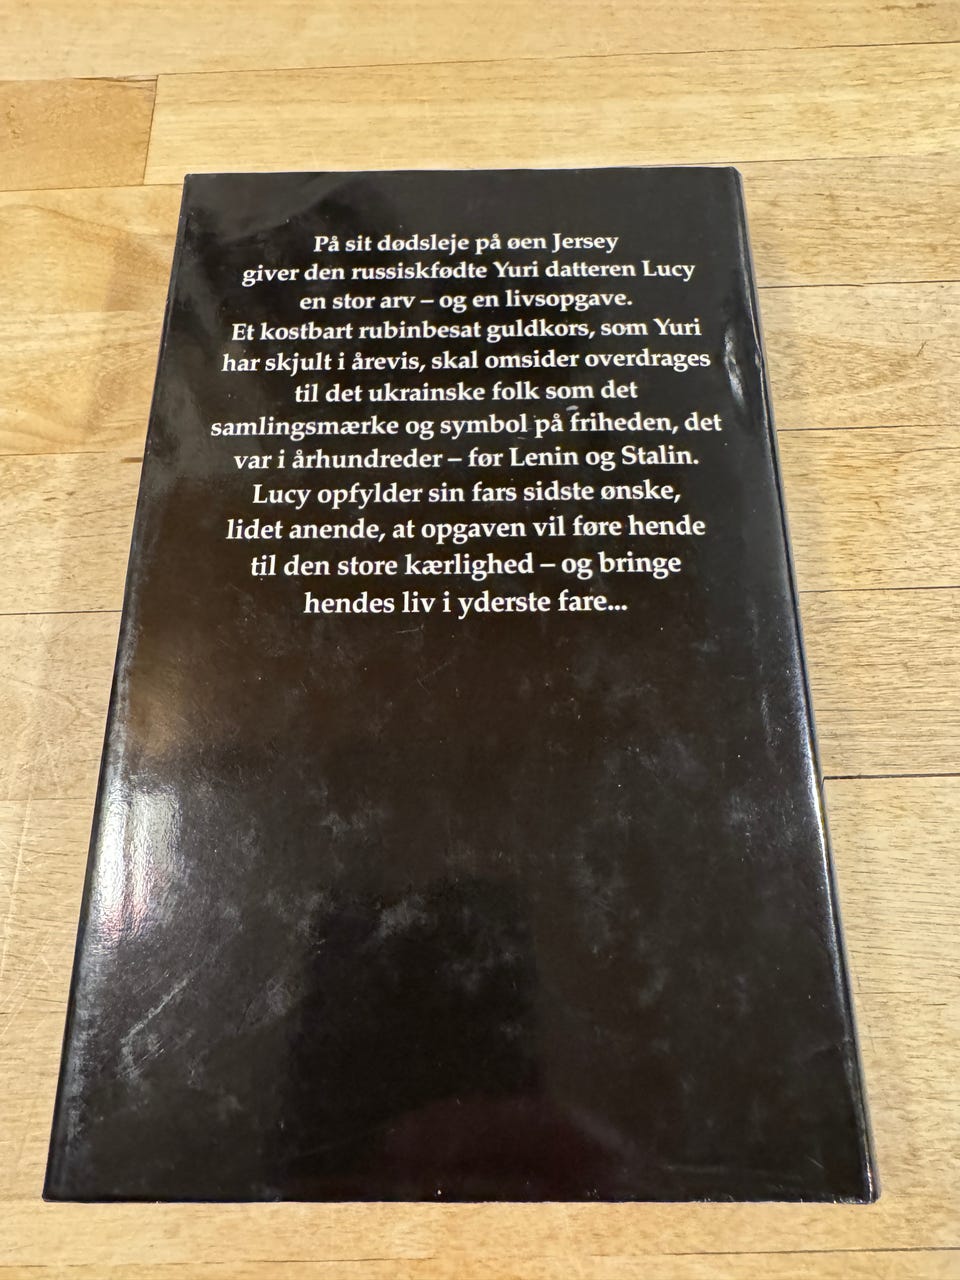 På sit dødsleje på øen Jersey
giver den russiskfødte Yuri datteren Lucy
en stor arv – og en livsopgave.
Et kostbart rubinbesat guldkors, som Yuri
har skjult i årevis, skal omsider overdrages
til det ukrainske folk som det
samlingsmærke og symbol på friheden, det
var i århundreder – før Lenin og Stalin.
Lucy opfylder sin fars sidste ønske,
lidet anende, at opgaven vil føre hende
til den store kærlighed – og bringe
hendes liv i yderste fare...